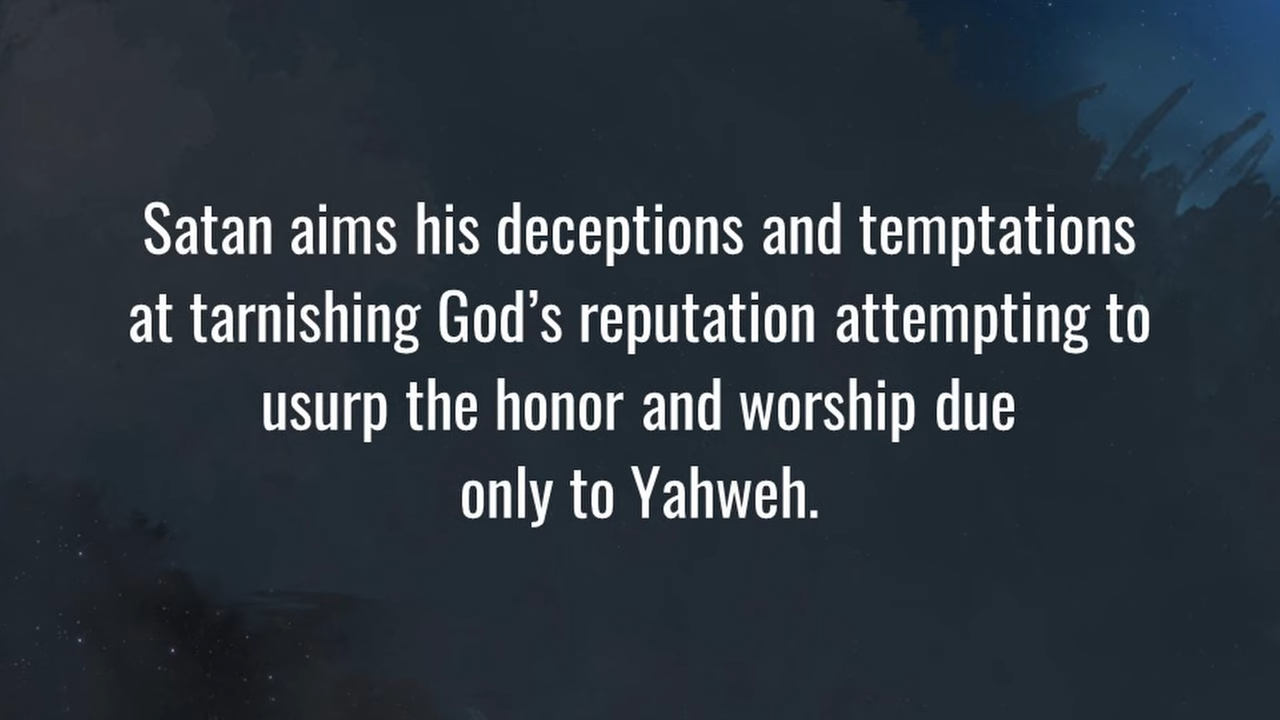 Satan aims his deceptions and temptations
at tarnishing God’s reputation attempting to
usurp the honor and worship due
only to Yahweh.